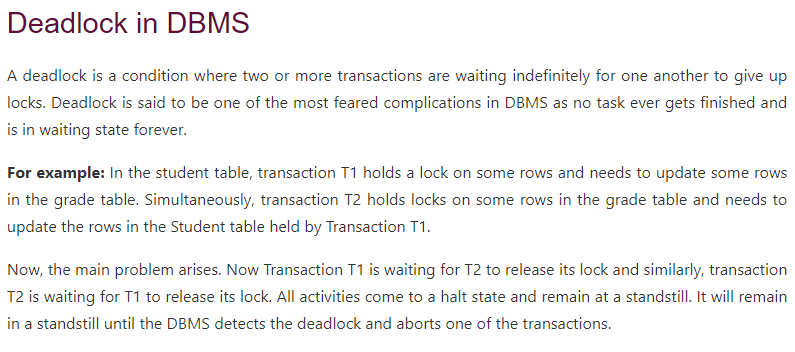 Deadlock in DBMS
A deadlock is a condition where two or more transactions are waiting indefinitely for one another to give up
locks. Deadlock is said to be one of the most feared complications in DBMS as no task ever gets finished and
is in waiting state forever.
For example: In the student table, transaction T1 holds a lock on some rows and needs to update some rows
in the grade table. Simultaneously, transaction T2 holds locks on some rows in the grade table and needs to
update the rows in the Student table held by Transaction T1.
Now, the main problem arises. Now Transaction T1 is waiting for T2 to release its lock and similarly, transaction
T2 is waiting for T1 to release its lock. All activities come to a halt state and remain at a standstill. It will remain
in a standstill until the DBMS detects the deadlock and aborts one of the transactions.